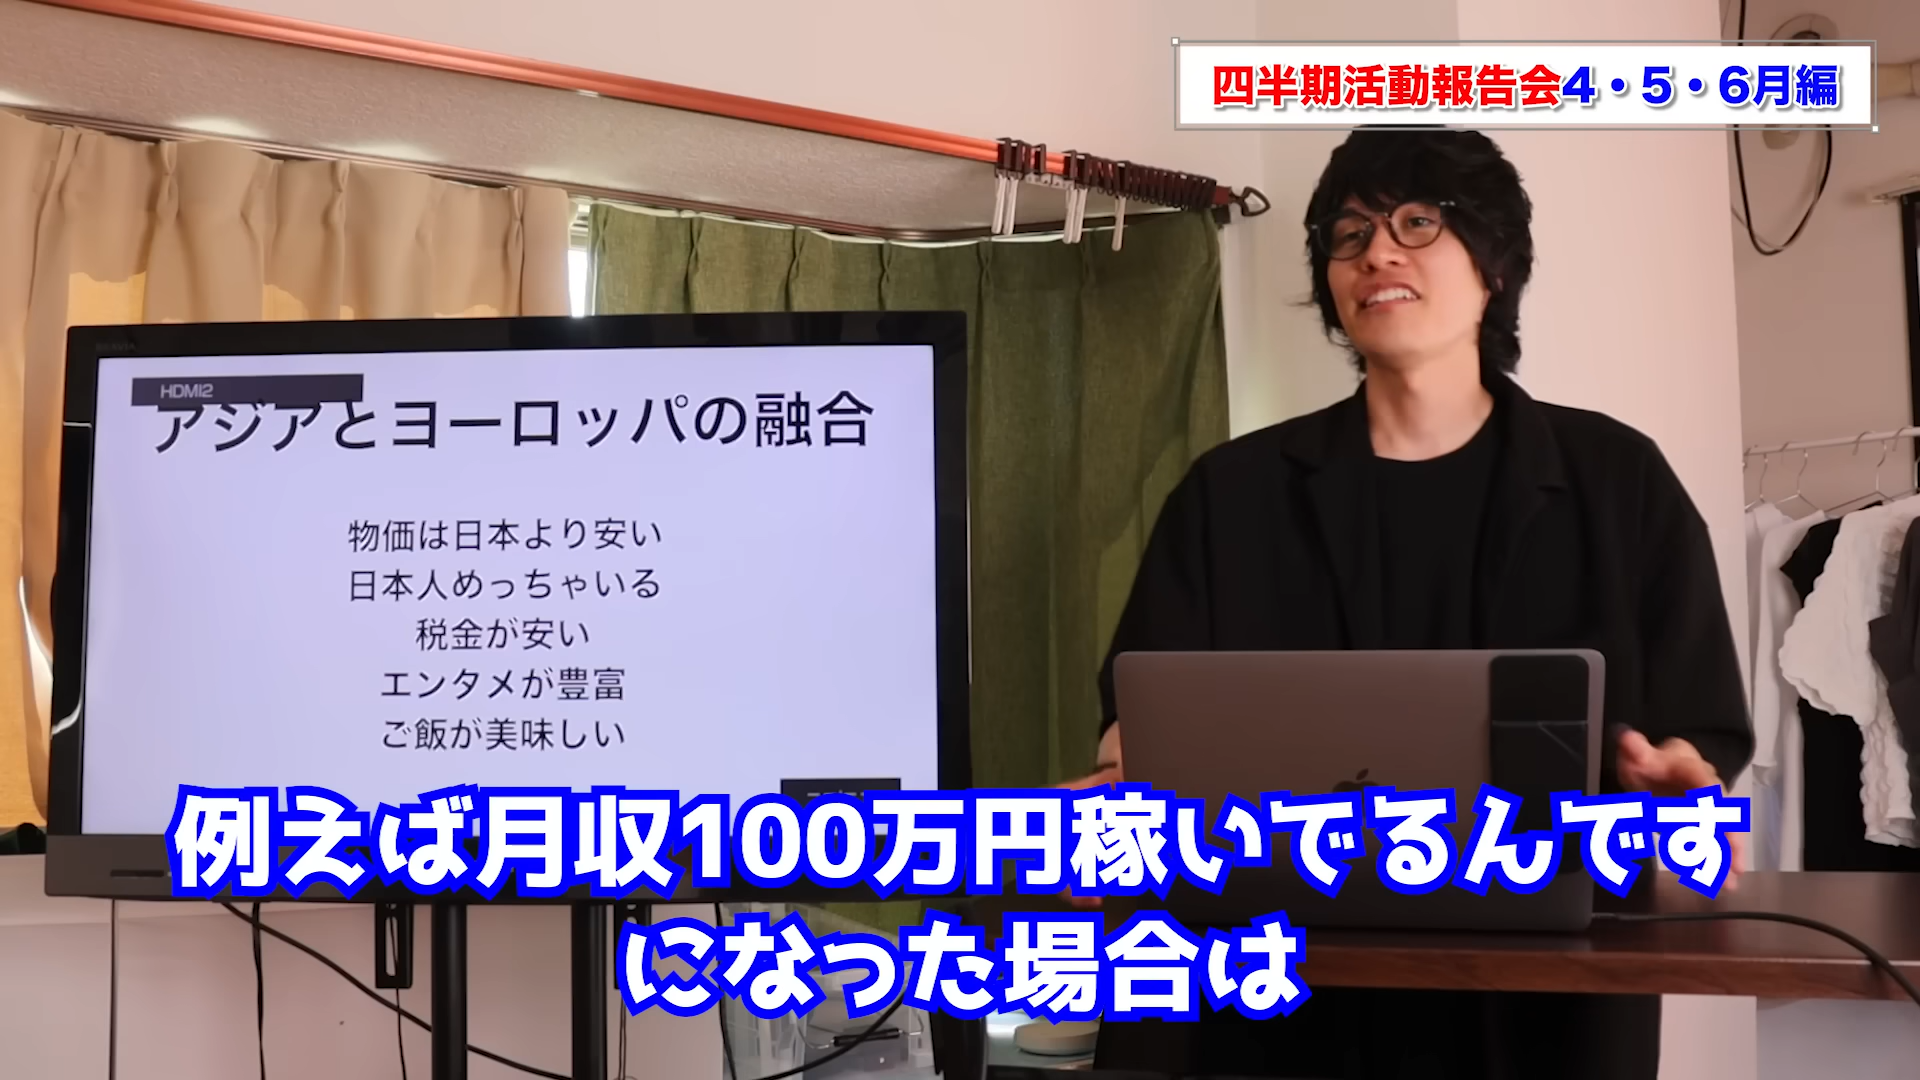 四半期活動報告会4・5・6月編
HDMI2
アジアとヨーロッパの融合
物価は日本より安い
日本人めっちゃいる
税金が安い
エンタメが豊富
ご飯が美味しい
例えば月収100万円稼いでるんです
になった場合は